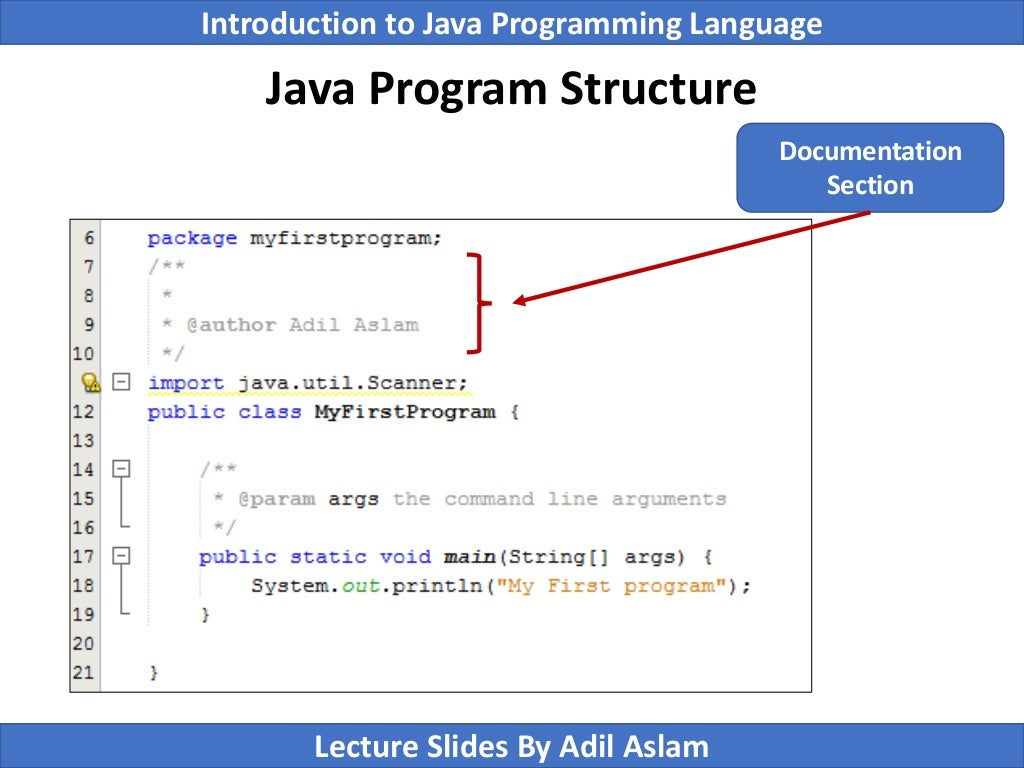 Introduction to Java Programming Language
Java Program Structure
Documentation
Section
6 package myfirstprogram;
7 /**
8 *
9 * @author Adil Aslam
10 */
import java.util.Scanner;
12 public class MyFirstProgram {
13
14 /**
15 * @param args the command line arguments
16 */
17 public static void main(String[] args) {
18 System.out.println("My First program");
19 }
20
21 }
Lecture Slides By Adil Aslam